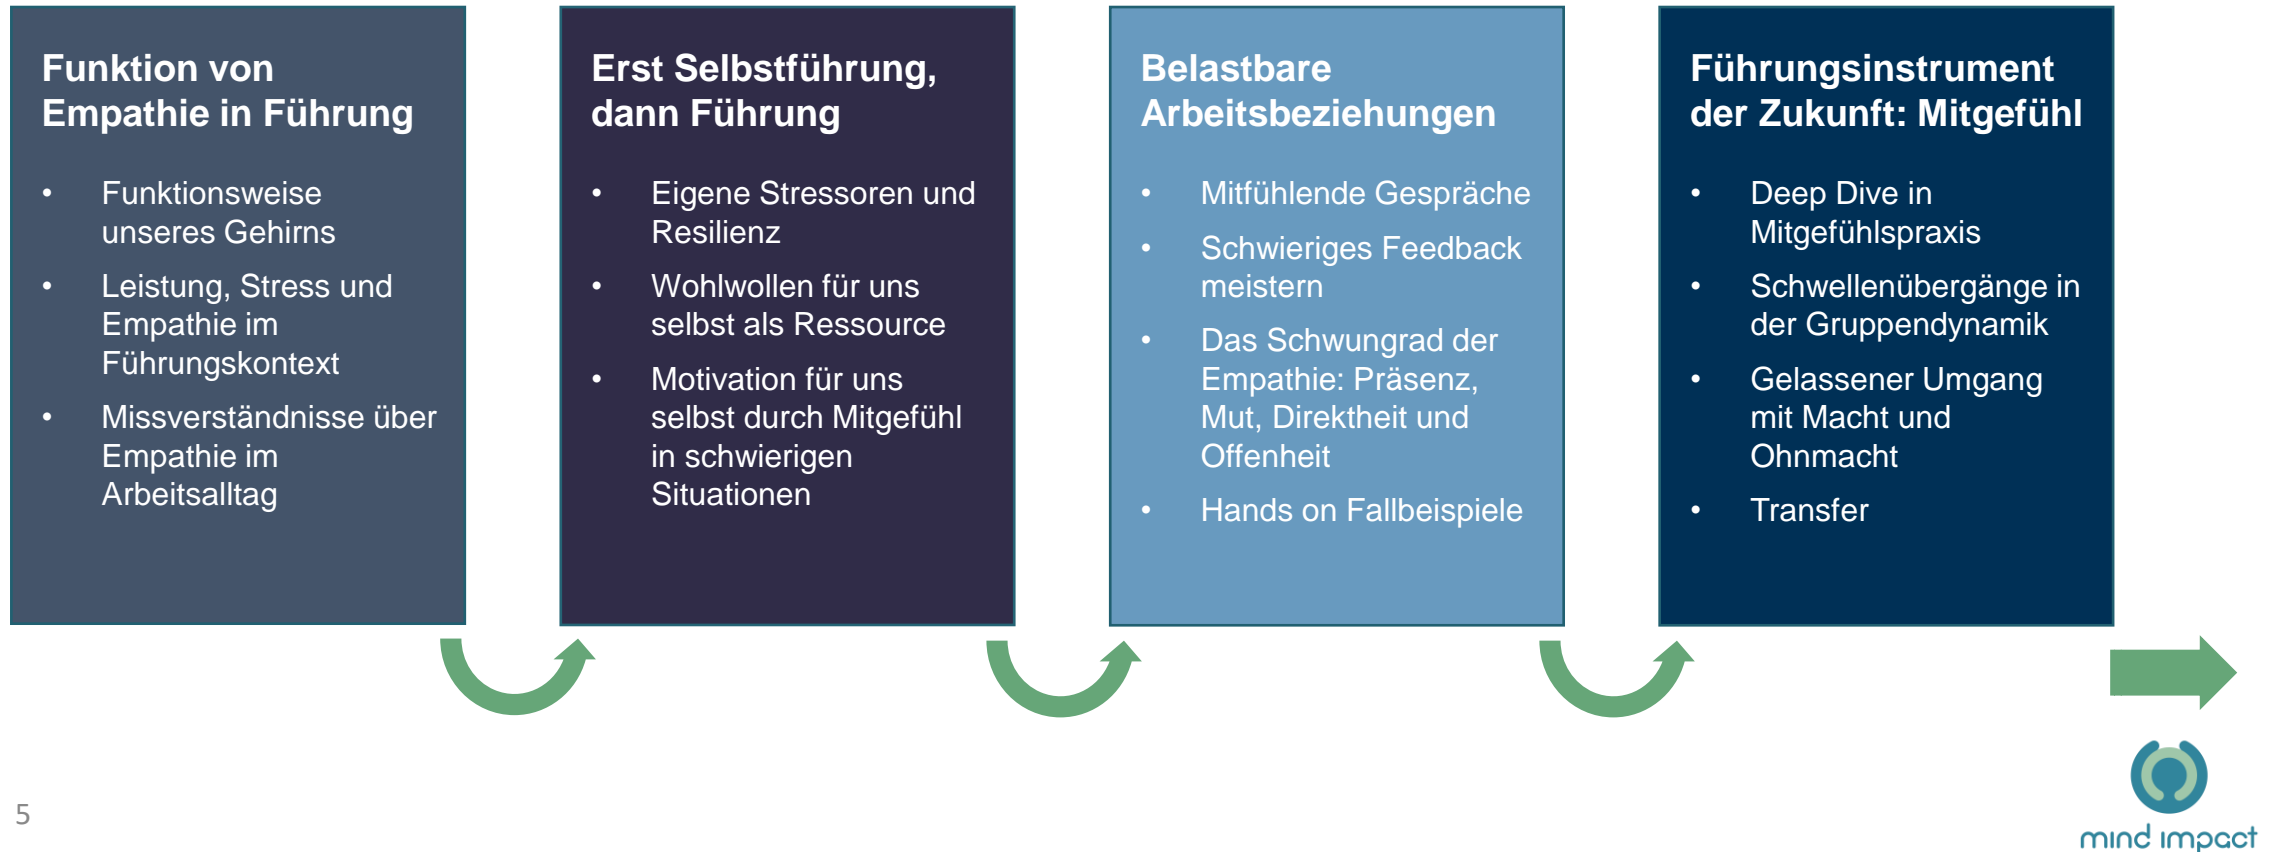 Funktion von
Empathie in Führung
• Funktionsweise
unseres Gehirns
• Leistung, Stress und
Empathie im
Führungskontext
• Missverständnisse über
Empathie im
Arbeitsalltag
Erst Selbstführung,
dann Führung
• Eigene Stressoren und
Resilienz
• Wohlwollen für uns
selbst als Ressource
• Motivation für uns
selbst durch Mitgefühl
in schwierigen
Situationen
Belastbare
Arbeitsbeziehungen
• Mitfühlende Gespräche
• Schwieriges Feedback
meistern
• Das Schwungrad der
Empathie: Präsenz,
Mut, Direktheit und
Offenheit
• Hands on Fallbeispiele
Führungsinstrument
der Zukunft: Mitgefühl
• Deep Dive in
Mitgefühlspraxis
• Schwellenübergänge in
der Gruppendynamik
• Gelassener Umgang
mit Macht und
Ohnmacht
• Transfer
5
mind impact